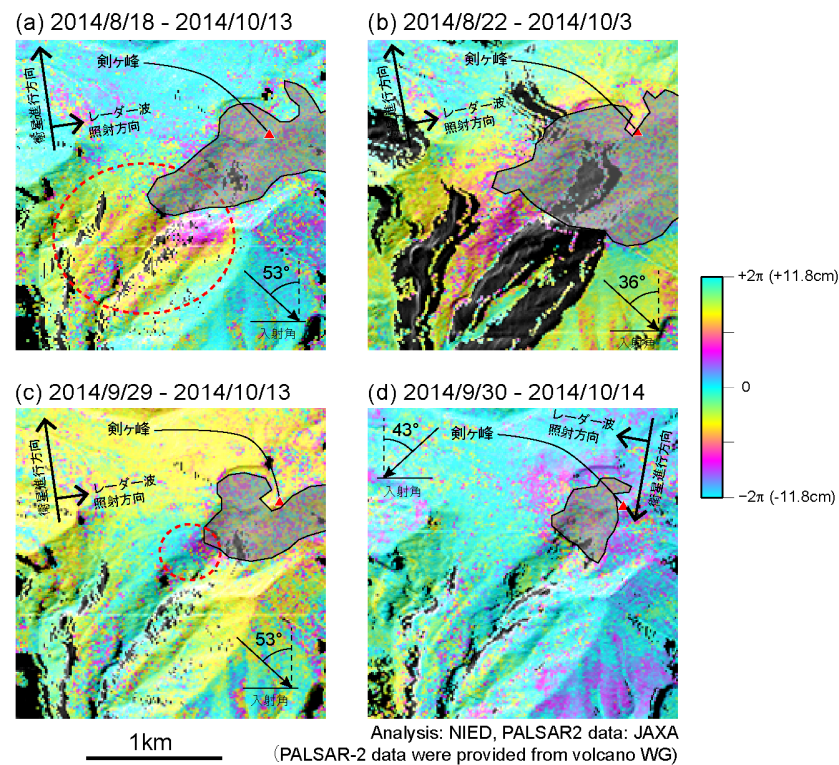 (a) 2014/8/18 - 2014/10/13
剣ヶ峰
衛星進行方向
レーダー波
照射方向
53°
入射角
(b) 2014/8/22 - 2014/10/3
剣ヶ峰
衛星進行方向
レーダー波
照射方向
36°
入射角
+2π (+11.8cm)
0
−2π (-11.8cm)
(c) 2014/9/29 - 2014/10/13
剣ヶ峰
衛星進行方向
レーダー波
照射方向
53°
入射角
(d) 2014/9/30 - 2014/10/14
43°
剣ヶ峰
レーダー波
照射方向
衛星進行方向
入射角
1km
Analysis: NIED, PALSAR2 data: JAXA
(PALSAR-2 data were provided from volcano WG)